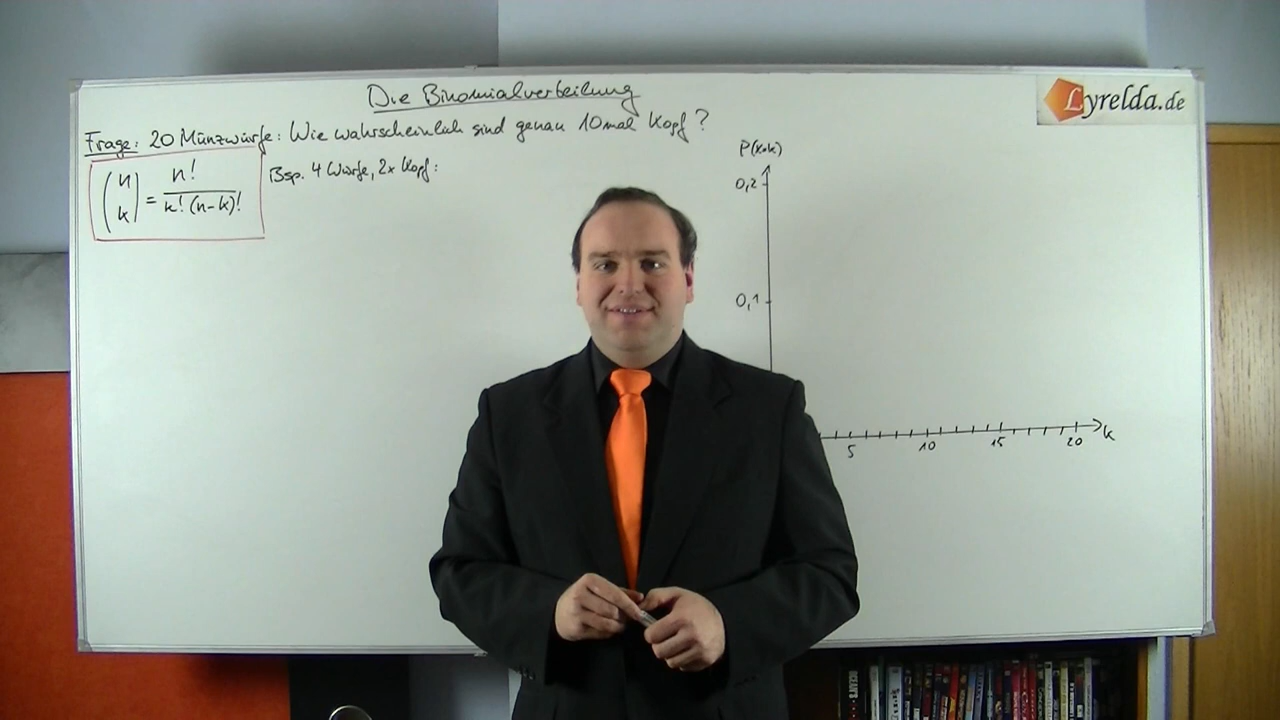 Die Binomialverteilung
Lyrelda.de
Frage: 20 Münzwürfe: Wie wahrscheinlich sind genau 10mal Kopf?
(n k) = n! / k! (n-k)!
Bsp. 4 Würfe, 2x Kopf:
P(X=k)
0,2
0,1
5 10 15 20 k